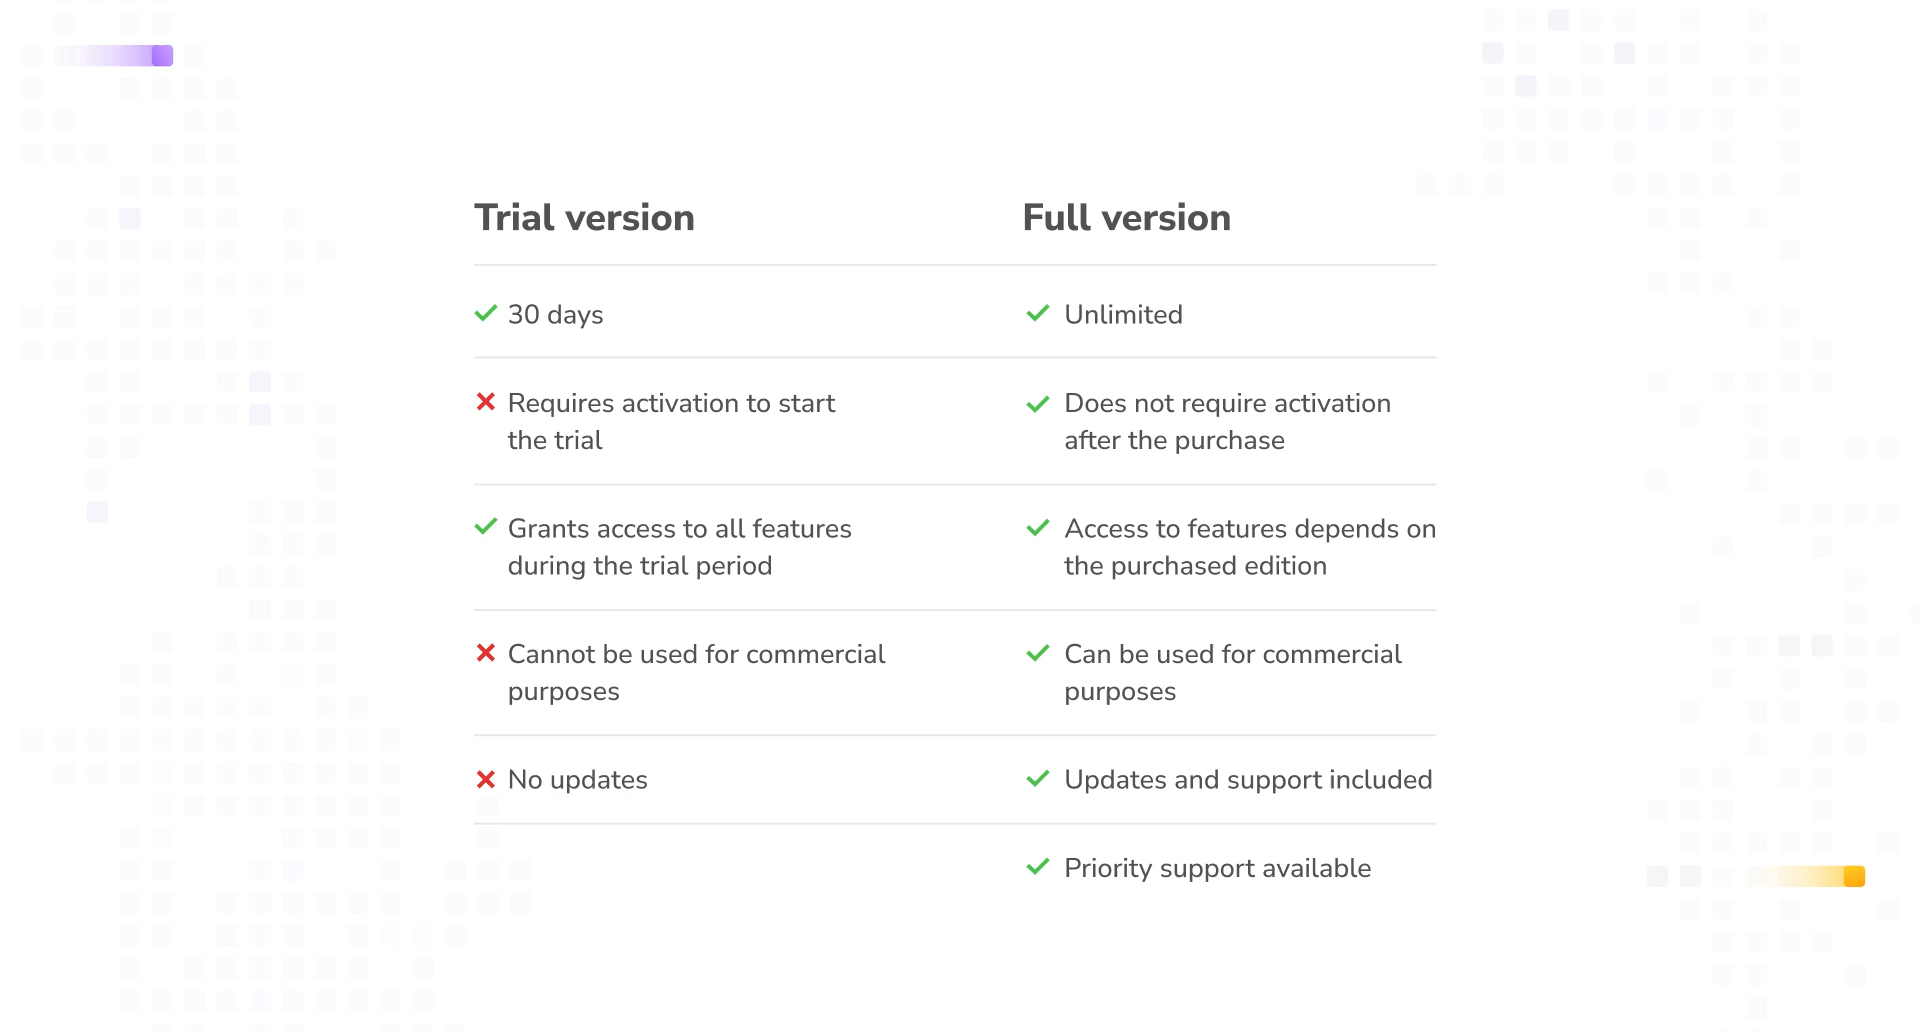 Trial version
Full version
30 days
Unlimited
Requires activation to start
the trial
Does not require activation
after the purchase
Grants access to all features
during the trial period
Access to features depends on
the purchased edition
Cannot be used for commercial
purposes
Can be used for commercial
purposes
No updates
Updates and support included
Priority support available